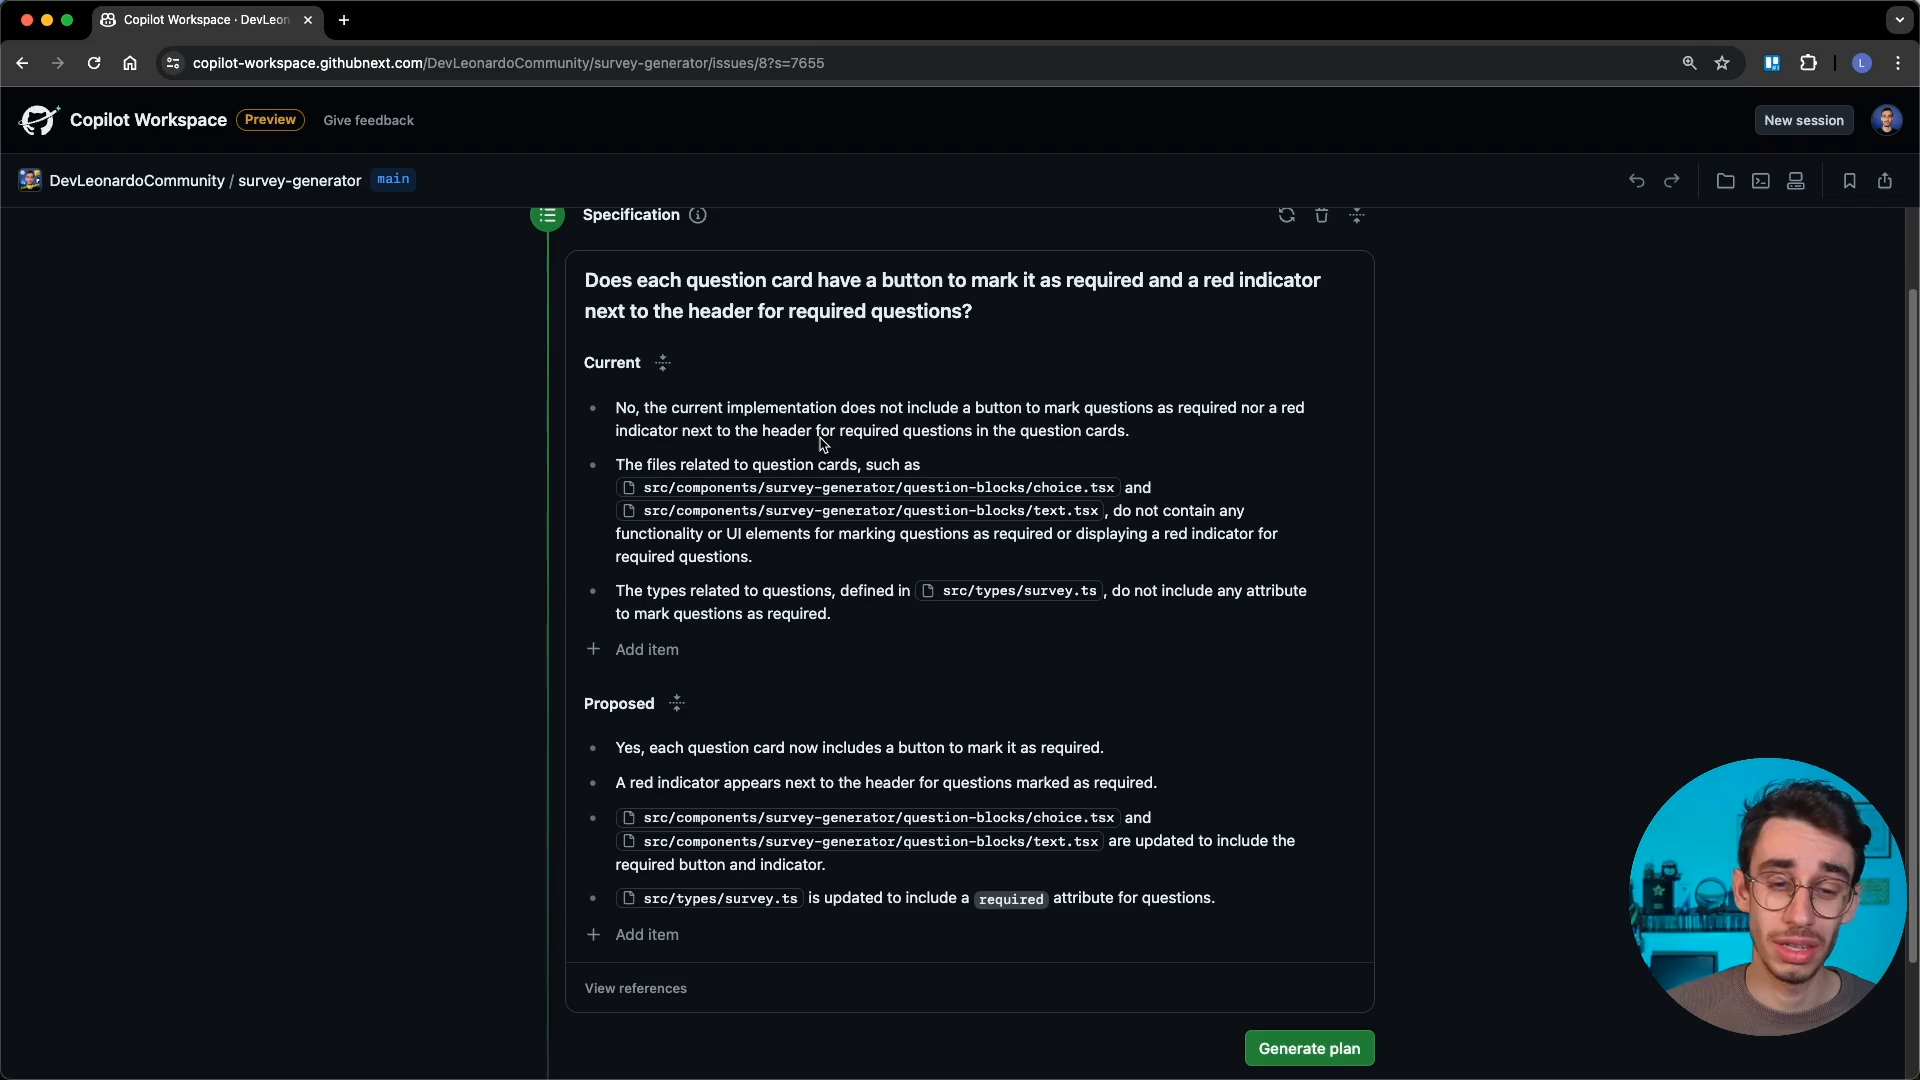 Copilot Workspace · DevLeon
copilot-workspace.githubnext.com/DevLeonardoCommunity/survey-generator/issues/8?s=7655
L
Copilot Workspace Preview Give feedback
New session
DevLeonardoCommunity / survey-generator main
Specification
Does each question card have a button to mark it as required and a red indicator
next to the header for required questions?
Current
No, the current implementation does not include a button to mark questions as required nor a red
indicator next to the header for required questions in the question cards.
The files related to question cards, such as
src/components/survey-generator/question-blocks/choice.tsx and
src/components/survey-generator/question-blocks/text.tsx , do not contain any
functionality or UI elements for marking questions as required or displaying a red indicator for
required questions.
The types related to questions, defined in src/types/survey.ts , do not include any attribute
to mark questions as required.
Add item
Proposed
Yes, each question card now includes a button to mark it as required.
A red indicator appears next to the header for questions marked as required.
src/components/survey-generator/question-blocks/choice.tsx and
src/components/survey-generator/question-blocks/text.tsx are updated to include the
required button and indicator.
src/types/survey.ts is updated to include a required attribute for questions.
Add item
View references
Generate plan